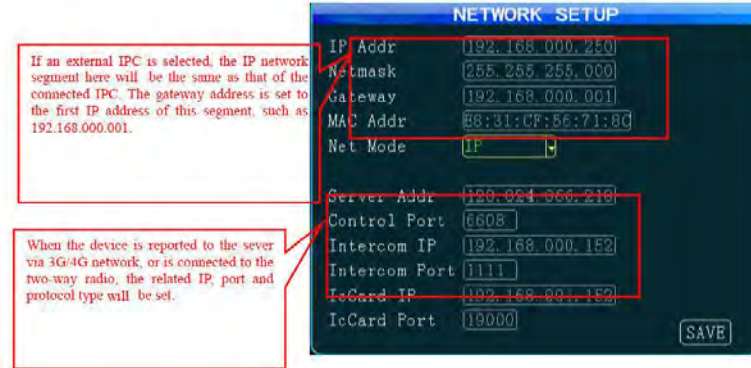 NETWORK SETUP
If an external IPC is selected, the IP network
segment here will be the same as that of the
connected IPC. The gateway address is set to
the first IP address of this segment, such as
192.168.000.001.
IP Addr 192.168.000.250
Netmask 255.255.255.000
Gateway 192.168.000.001
MAC Addr E8:31:CF:56:71:8C
Net Mode IP
Server Addr 120.024.066.218
Control Port 6608
Intercom IP 192.168.000.152
Intercom Port 1111
IcCard IP 192.168.001.152
IcCard Port 19000
SAVE
When the device is reported to the sever
via 3G/4G network, or is connected to the
two-way radio, the related IP, port and
protocol type will be set.